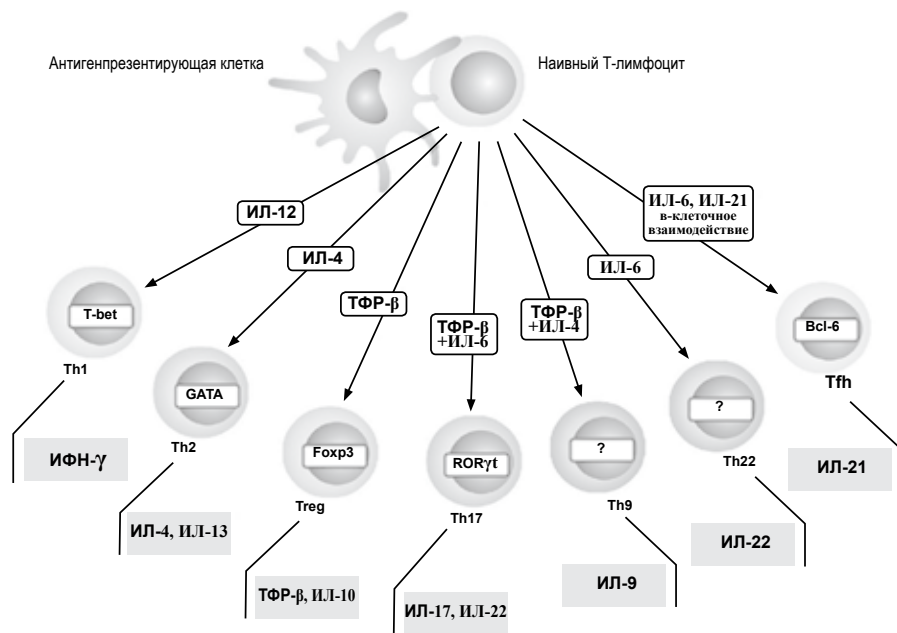 Антигенпрезентирующая клетка
Наивный Т-лимфоцит
ИЛ-12
ИЛ-4
ТФР-β
ТФР-β
+ИЛ-6
ТФР-β
+ИЛ-4
ИЛ-6
ИЛ-6, ИЛ-21
в-клеточное
взаимодействие
T-bet
Th1
ИФН-γ
GATA
Th2
ИЛ-4, ИЛ-13
Foxp3
Treg
ТФР-β, ИЛ-10
RORγt
Th17
ИЛ-17, ИЛ-22
?
Th9
ИЛ-9
?
Th22
ИЛ-22
Bcl-6
Tfh
ИЛ-21